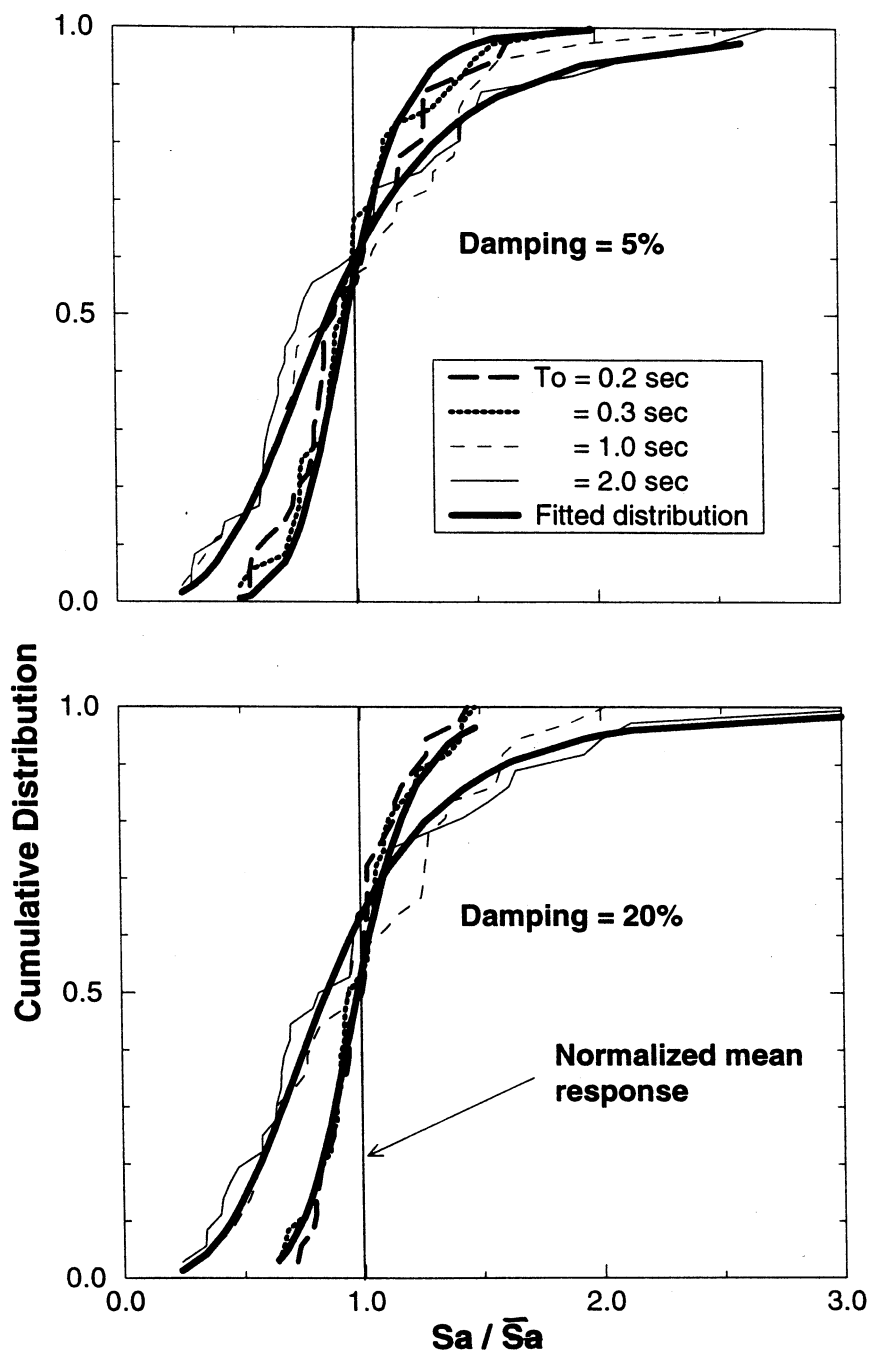 1.0
0.5
0.0
Damping = 5%
To = 0.2 sec
= 0.3 sec
= 1.0 sec
= 2.0 sec
Fitted distribution
Cumulative Distribution
1.0
0.5
0.0
Damping = 20%
Normalized mean
response
0.0 1.0 2.0 3.0
Sa / S̅a